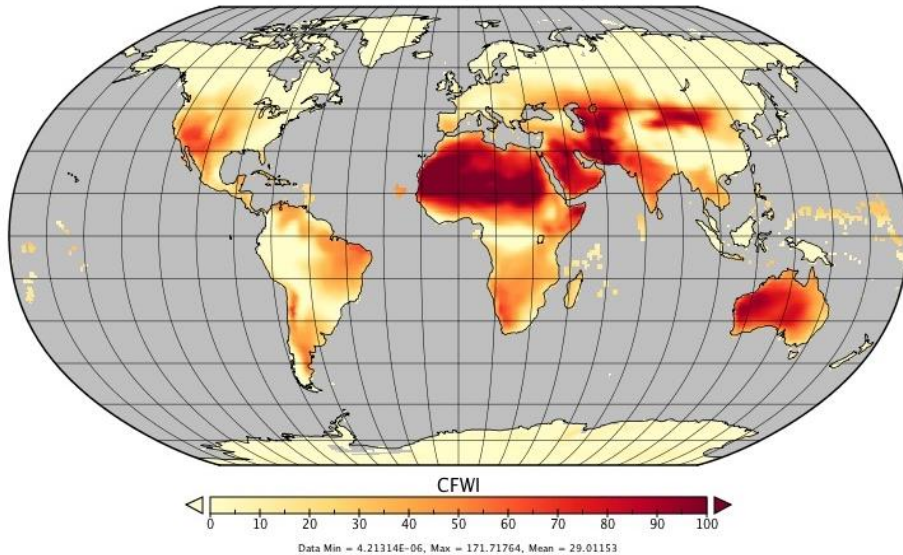 CFWI
0 10 20 30 40 50 60 70 80 90 100
Data Min = 4.21314E-06, Max = 171.71764, Mean = 29.01153